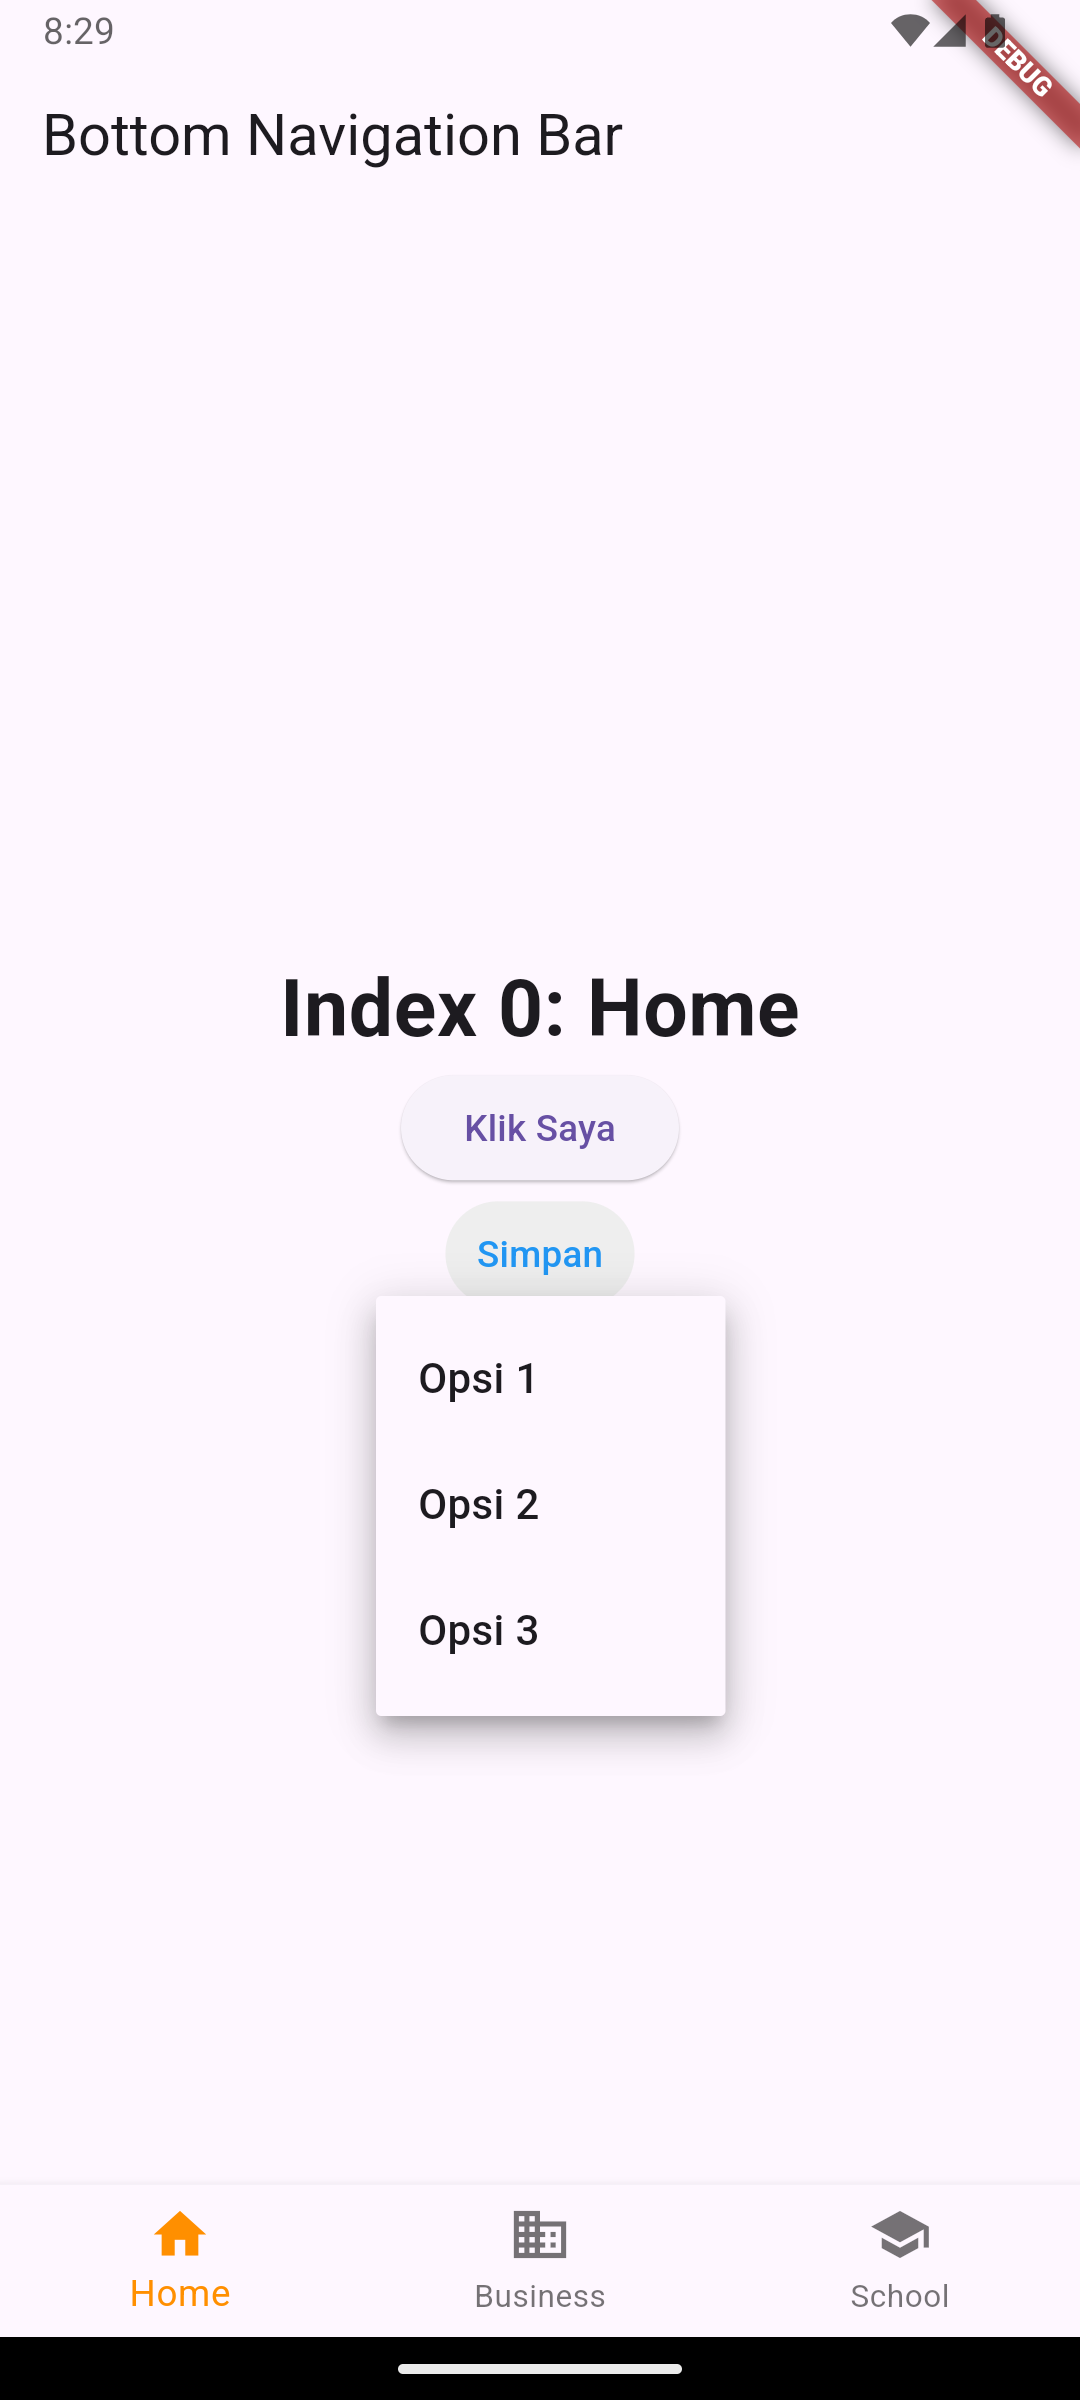 8:29
DEBUG
Bottom Navigation Bar
Index 0: Home
Klik Saya
Simpan
Opsi 1
Opsi 2
Opsi 3
Home
Business
School